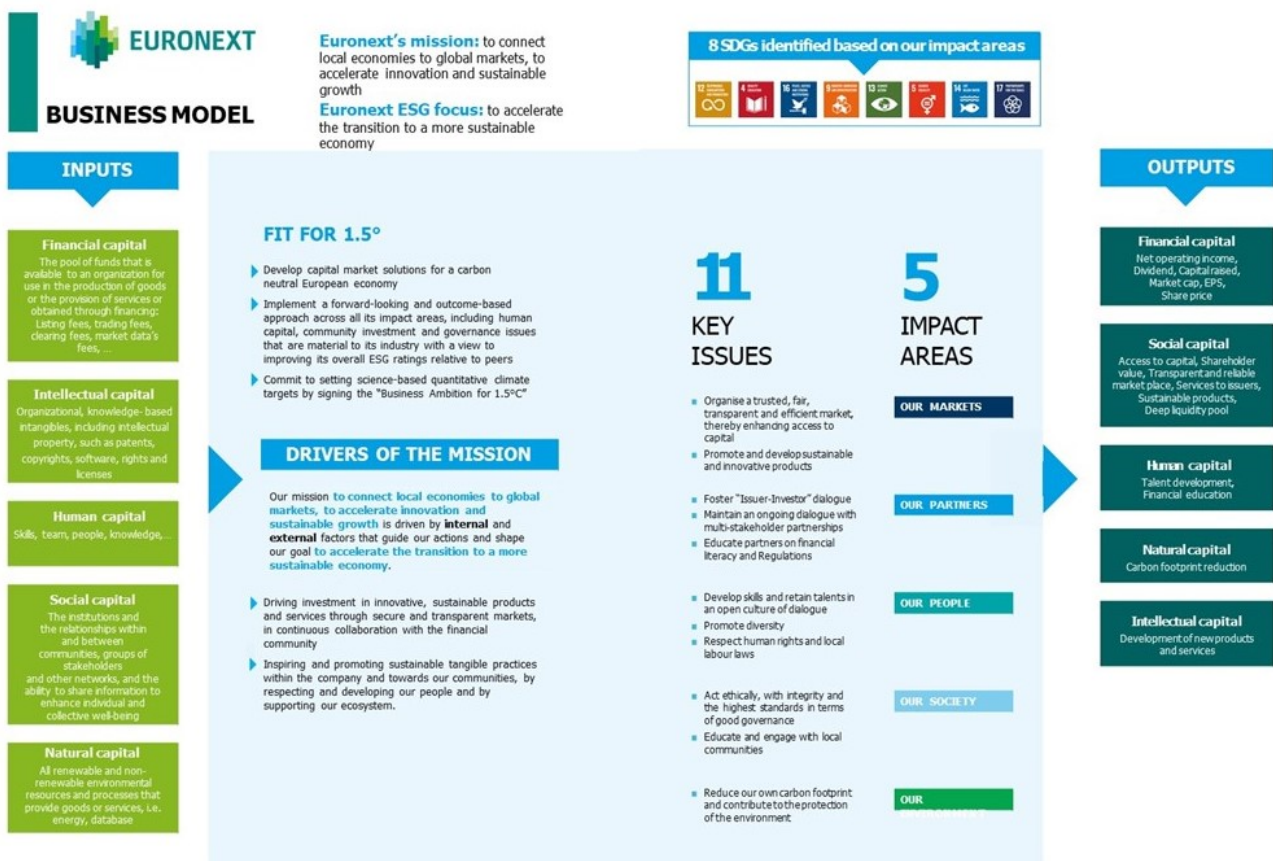 EURONEXT
BUSINESS MODEL
Euronext's mission: to connect
local economies to global markets, to
accelerate innovation and sustainable
growth
Euronext ESG focus: to accelerate
the transition to a more sustainable
economy
8 SDGs identified based on our impact areas
12
4
16
9
13
5
14
17
INPUTS
Financial capital
The pool of funds that is
available to an organization for
use in the production of goods
or the provision of services or
obtained through financing:
Listing fees, trading fees,
clearing fees, market data's
fees, ...
Intellectual capital
Organizational, knowledge- based
intangibles, including intellectual
property, such as patents,
copyrights, software, rights and
licenses
Human capital
Skills, team, people, knowledge,...
Social capital
The institutions and
the relationships within
and between
communities, groups of
stakeholders
and other networks, and the
ability to share information to
enhance individual and
collective well-being
Natural capital
All renewable and non-
renewable environmental
resources and processes that
provide goods or services, i.e.
energy, database
FIT FOR 1.5°
Develop capital market solutions for a carbon
neutral European economy
Implement a forward-looking and outcome-based
approach across all its impact areas, including human
capital, community investment and governance issues
that are material to its industry with a view to
improving its overall ESG ratings relative to peers
Commit to setting science-based quantitative climate
targets by signing the "Business Ambition for 1.5°C"
DRIVERS OF THE MISSION
Our mission to connect local economies to global
markets, to accelerate innovation and
sustainable growth is driven by internal and
external factors that guide our actions and shape
our goal to accelerate the transition to a more
sustainable economy.
Driving investment in innovative, sustainable products
and services through secure and transparent markets,
in continuous collaboration with the financial
community
Inspiring and promoting sustainable tangible practices
within the company and towards our communities, by
respecting and developing our people and by
supporting our ecosystem.
11
KEY
ISSUES
5
IMPACT
AREAS
Organise a trusted, fair,
transparent and efficient market,
thereby enhancing access to
capital
Promote and develop sustainable
and innovative products
OUR MARKETS
Foster "Issuer-Investor" dialogue
Maintain an ongoing dialogue with
multi-stakeholder partnerships
Educate partners on financial
literacy and Regulations
OUR PARTNERS
Develop skills and retain talents in
an open culture of dialogue
Promote diversity
Respect human rights and local
labour laws
OUR PEOPLE
Act ethically, with integrity and
the highest standards in terms
of good governance
Educate and engage with local
communities
OUR SOCIETY
Reduce our own carbon footprint
and contribute to the protection
of the environment
OUR
ENVIRONMENT
OUTPUTS
Financial capital
Net operating income,
Dividend, Capital raised,
Market cap, EPS,
Share price
Social capital
Access to capital, Shareholder
value, Transparent and reliable
market place, Services to issuers,
Sustainable products,
Deep liquidity pool
Human capital
Talent development,
Financial education
Natural capital
Carbon footprint reduction
Intellectual capital
Development of new products
and services